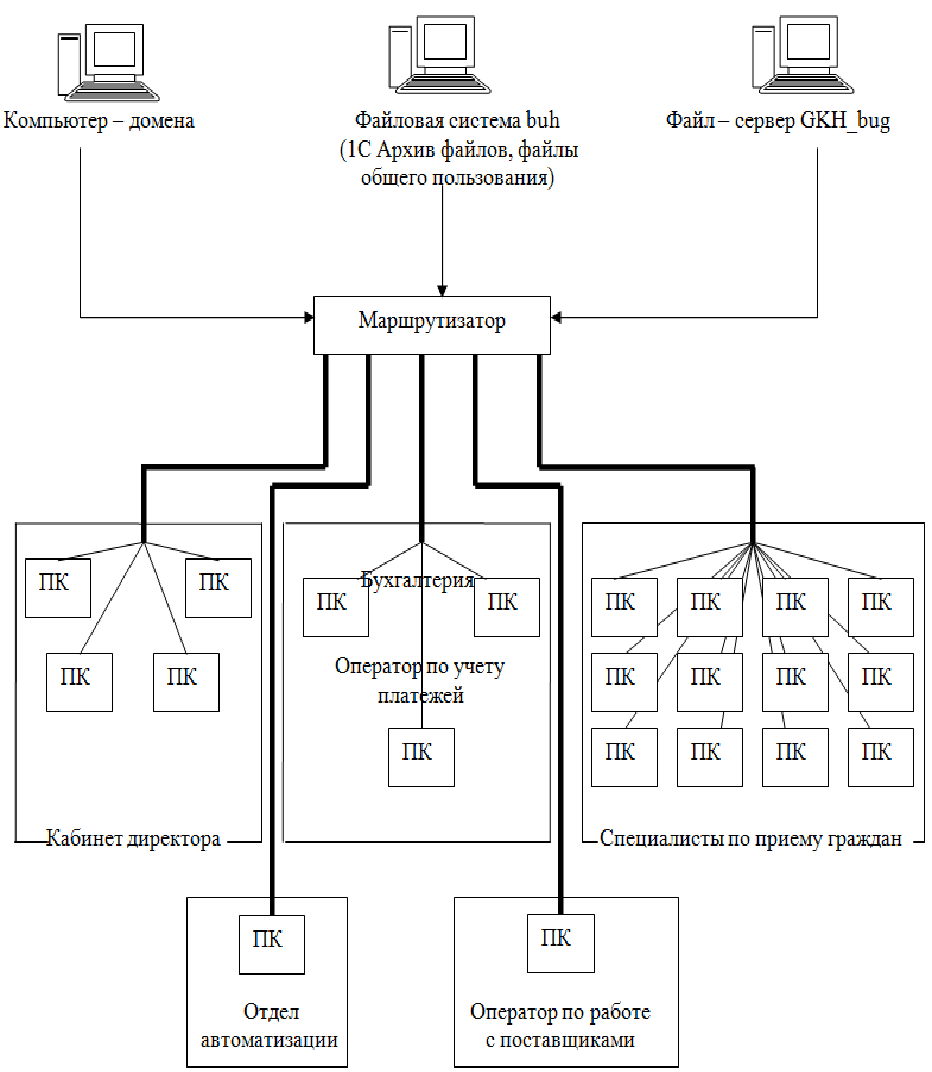 Компьютер – домена
Файловая система buh
(1С Архив файлов, файлы
общего пользования)
Файл – сервер GKH_bug
Маршрутизатор
ПК
ПК
ПК
ПК
Кабинет директора
Бухгалтерия
ПК
ПК
Оператор по учету
платежей
ПК
ПК
ПК
ПК
ПК
ПК
ПК
ПК
ПК
ПК
ПК
ПК
ПК
Специалисты по приему граждан
ПК
Отдел
автоматизации
ПК
Оператор по работе
с поставщиками